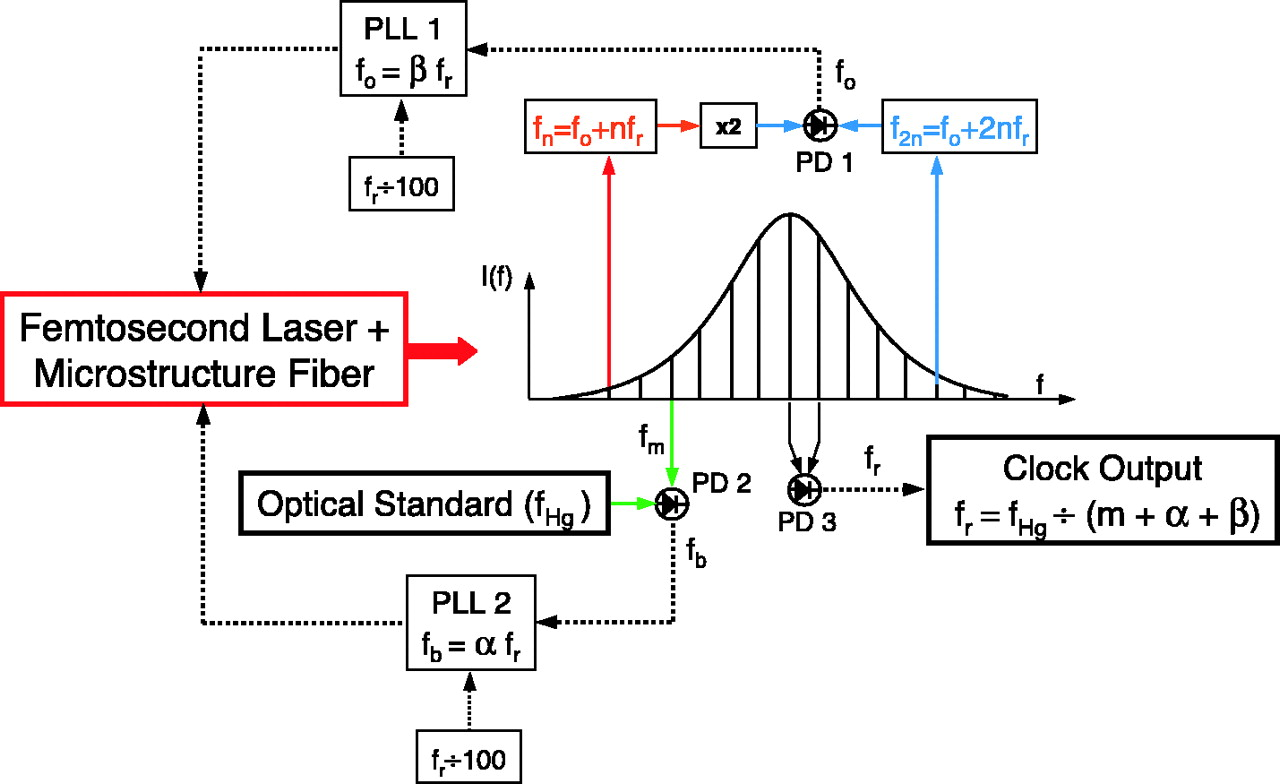 PLL 1
fo = β fr
fr÷100
fo
fn=fo+nfr
x2
f2n=fo+2nfr
PD 1
I(f)
f
Femtosecond Laser +
Microstructure Fiber
fm
PD 2
Optical Standard (fHg )
fb
PD 3
fr
Clock Output
fr = fHg ÷ (m + α + β)
PLL 2
fb = α fr
fr÷100